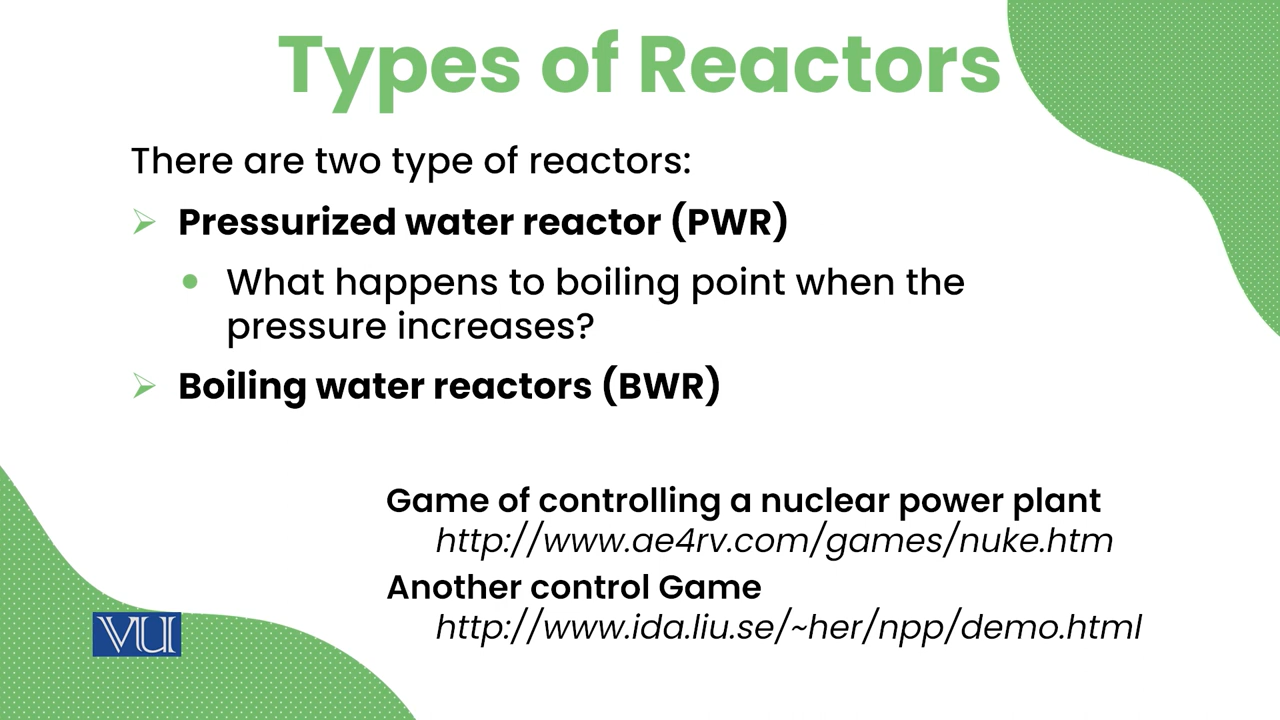 Types of Reactors
There are two type of reactors:
Pressurized water reactor (PWR)
What happens to boiling point when the
pressure increases?
Boiling water reactors (BWR)
Game of controlling a nuclear power plant
http://www.ae4rv.com/games/nuke.htm
Another control Game
http://www.ida.liu.se/~her/npp/demo.html
VU